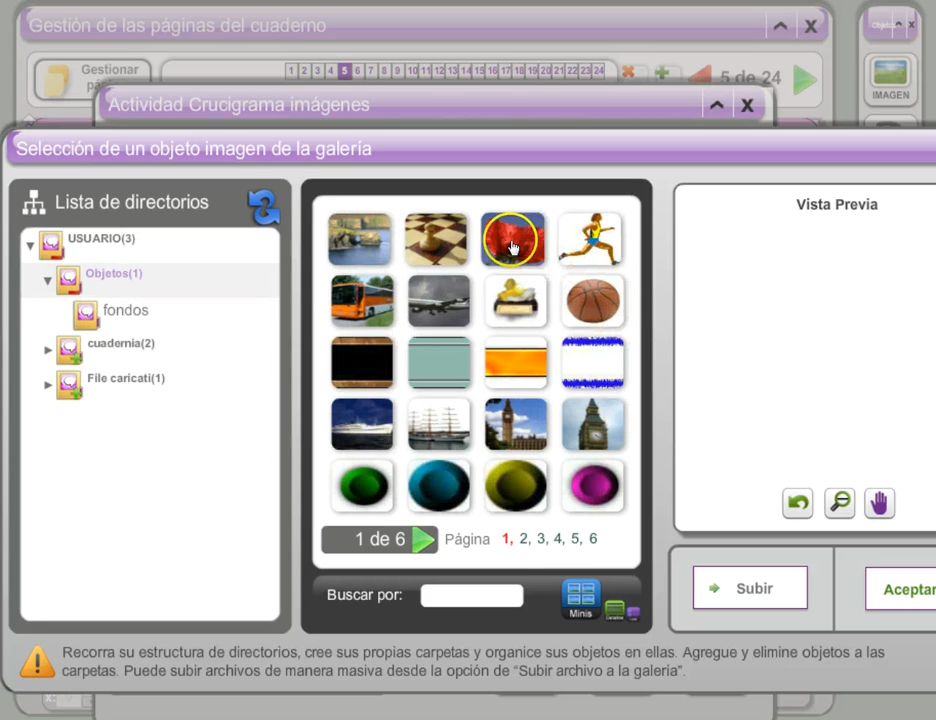 Gestión de las páginas del cuaderno
Objetos
Gestionar
1 2 3 4 5 6 7 8 9 10 11 12 13 14 15 16 17 18 19 20 21 22 23 24
5 de 24
IMAGEN
Actividad Crucigrama imágenes
Selección de un objeto imagen de la galería
Lista de directorios
USUARIO(3)
Objetos(1)
fondos
cuadernia(2)
File caricati(1)
1 de 6
Página 1, 2, 3, 4, 5, 6
Buscar por:
Minis
Vista Previa
Subir
Aceptar
Recorra su estructura de directorios, cree sus propias carpetas y organice sus objetos en ellas. Agregue y elimine objetos a las
carpetas. Puede subir archivos de manera masiva desde la opción de “Subir archivo a la galería”.